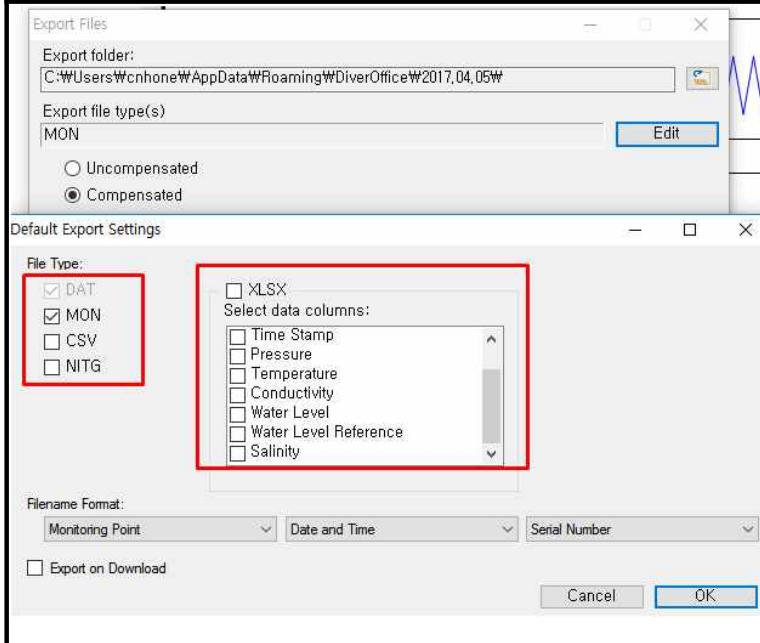 Export Files
Export folder:
C:₩Users₩cnhone₩AppData₩Roaming₩DiverOffice₩2017.04.05₩
Export file type(s)
MON
Edit
Uncompensated
Compensated
Default Export Settings
File Type:
DAT
MON
CSV
NITG
XLSX
Select data columns:
Time Stamp
Pressure
Temperature
Conductivity
Water Level
Water Level Reference
Salinity
Filename Format:
Monitoring Point
Date and Time
Serial Number
Export on Download
Cancel
OK